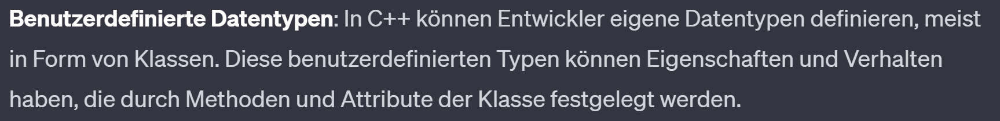 Benutzerdefinierte Datentypen: In C++ können Entwickler eigene Datentypen definieren, meist
in Form von Klassen. Diese benutzerdefinierten Typen können Eigenschaften und Verhalten
haben, die durch Methoden und Attribute der Klasse festgelegt werden.